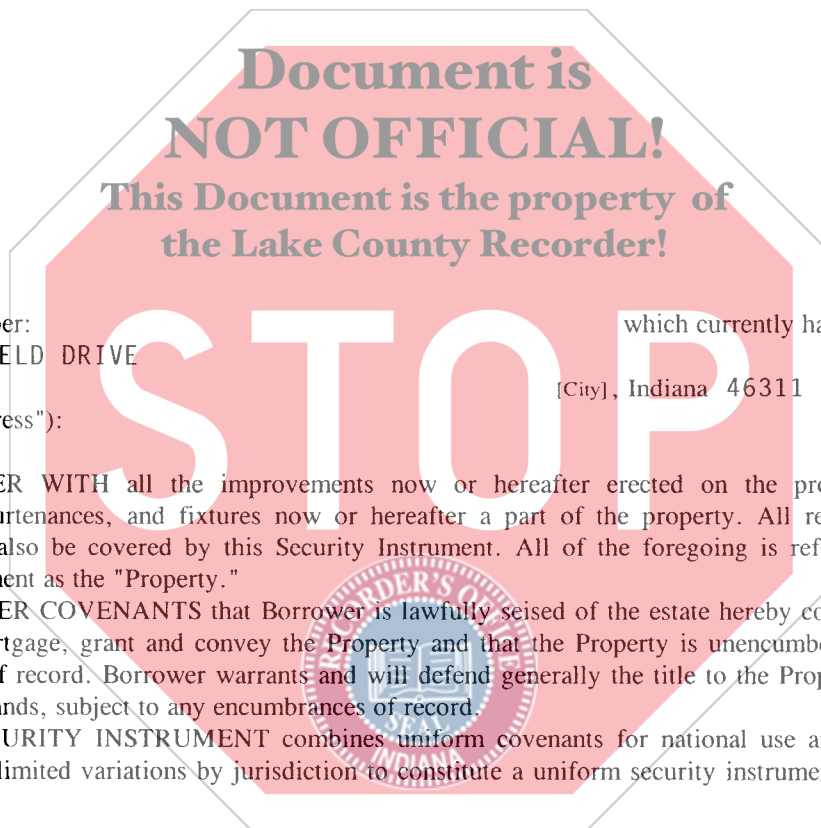 Document is
NOT OFFICIAL!
This Document is the property of
the Lake County Recorder!
STOP
er: which currently ha
ELD DRIVE
[City], Indiana 46311
ress"):
ER WITH all the improvements now or hereafter erected on the pro
urtenances, and fixtures now or hereafter a part of the property. All re
also be covered by this Security Instrument. All of the foregoing is ref
ent as the "Property."
ER COVENANTS that Borrower is lawfully seised of the estate hereby co
rtgage, grant and convey the Property and that the Property is unencumbe
f record. Borrower warrants and will defend generally the title to the Prop
nds, subject to any encumbrances of record.
URITY INSTRUMENT combines uniform covenants for national use a
limited variations by jurisdiction to constitute a uniform security instrume
RECORDER'S OFFICE
SEAL
INDIANA